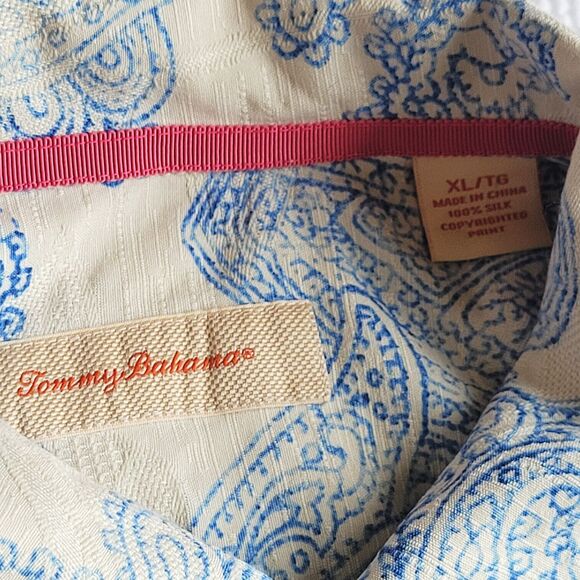 XL/TG
MADE IN CHINA
100% SILK
COPYRIGHTED
PRINT
Tommy Bahama®